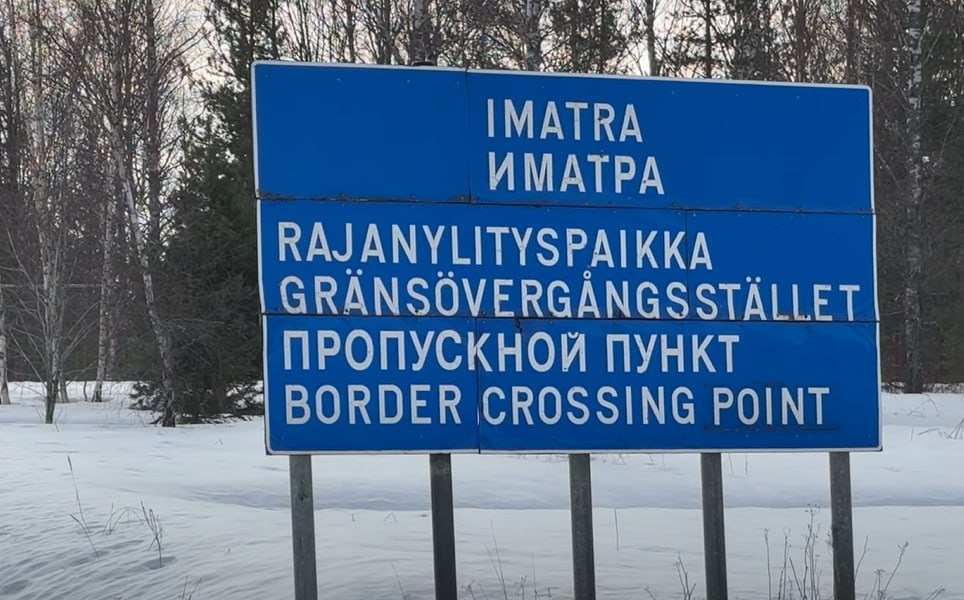 IMATRA
ИМАТРА
RAJANYLITYSPAIKKA
GRÄNSÖVERGÅNGSSTÄLLET
ПРОПУСКНОЙ ПУНКТ
BORDER CROSSING POINT